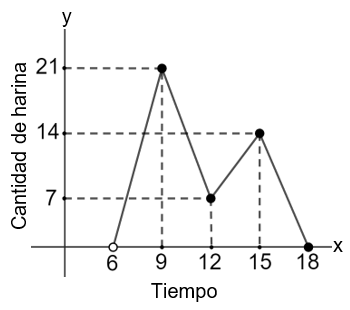 y
21
14
7
Cantidad de harina
6 9 12 15 18 x
Tiempo